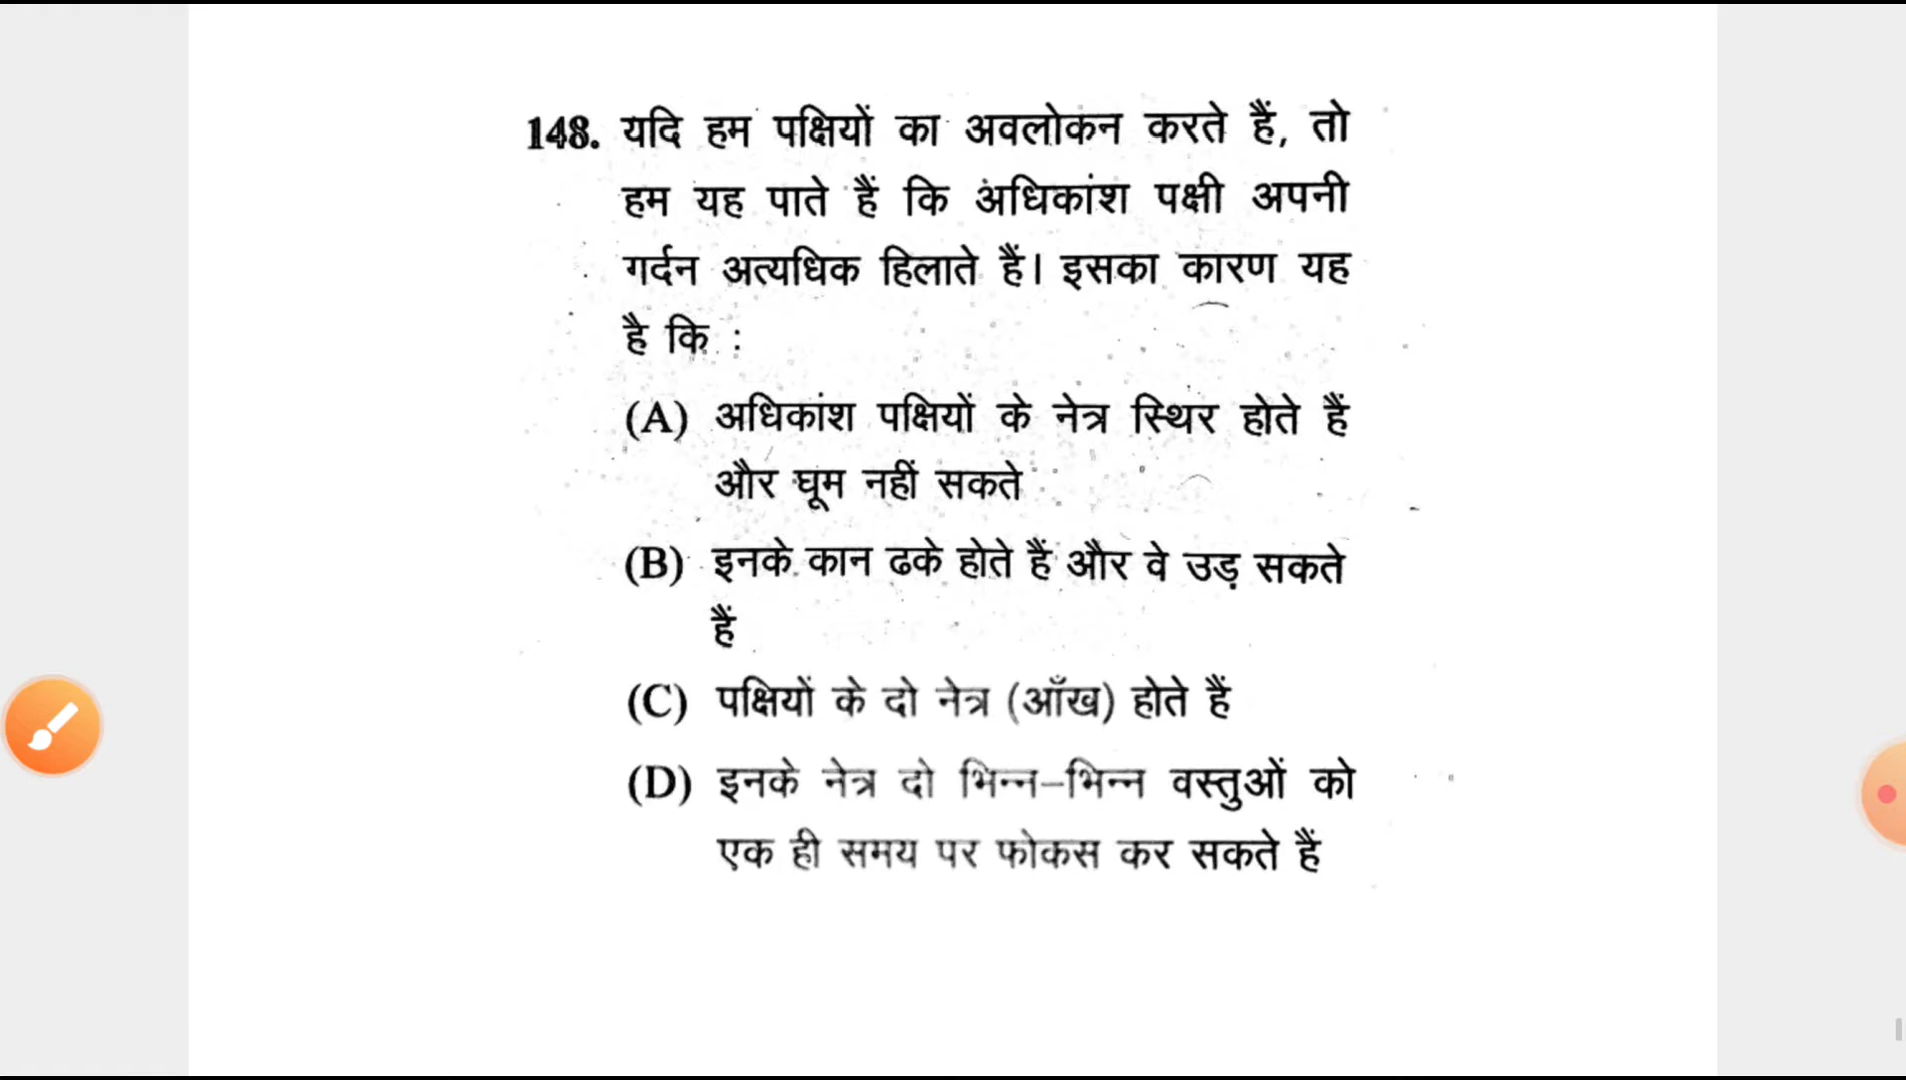 148. यदि हम पक्षियों का अवलोकन करते हैं, तो
हम यह पाते हैं कि अधिकांश पक्षी अपनी
गर्दन अत्यधिक हिलाते हैं। इसका कारण यह
है कि :
(A) अधिकांश पक्षियों के नेत्र स्थिर होते हैं
और घूम नहीं सकते
(B) इनके कान ढके होते हैं और वे उड़ सकते
हैं
(C) पक्षियों के दो नेत्र (आँख) होते हैं
(D) इनके नेत्र दो भिन्न-भिन्न वस्तुओं को
एक ही समय पर फोकस कर सकते हैं